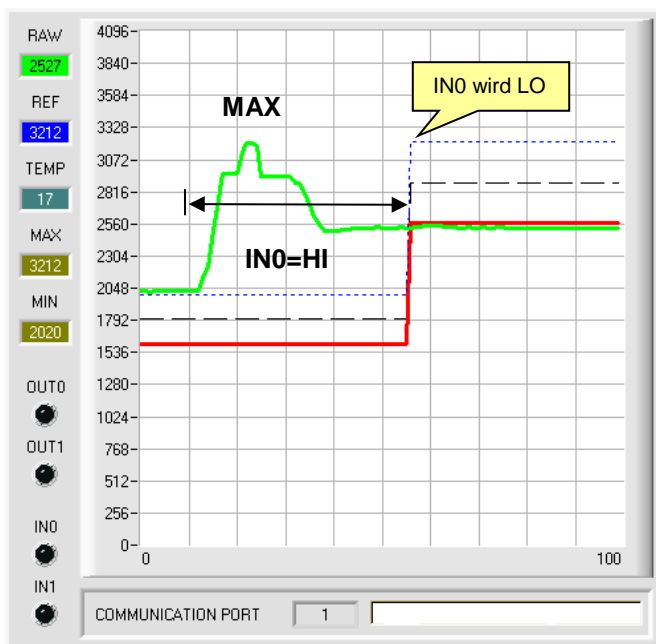 RAW
2527
REF
3212
TEMP
17
MAX
3212
MIN
2020
OUT0
OUT1
IN0
IN1
4096
3840
3584
3328
3072
2816
2560
2304
2048
1792
1536
1280
1024
768
512
256
0
0
100
MAX
IN0 wird LO
IN0=HI
COMMUNICATION PORT
1